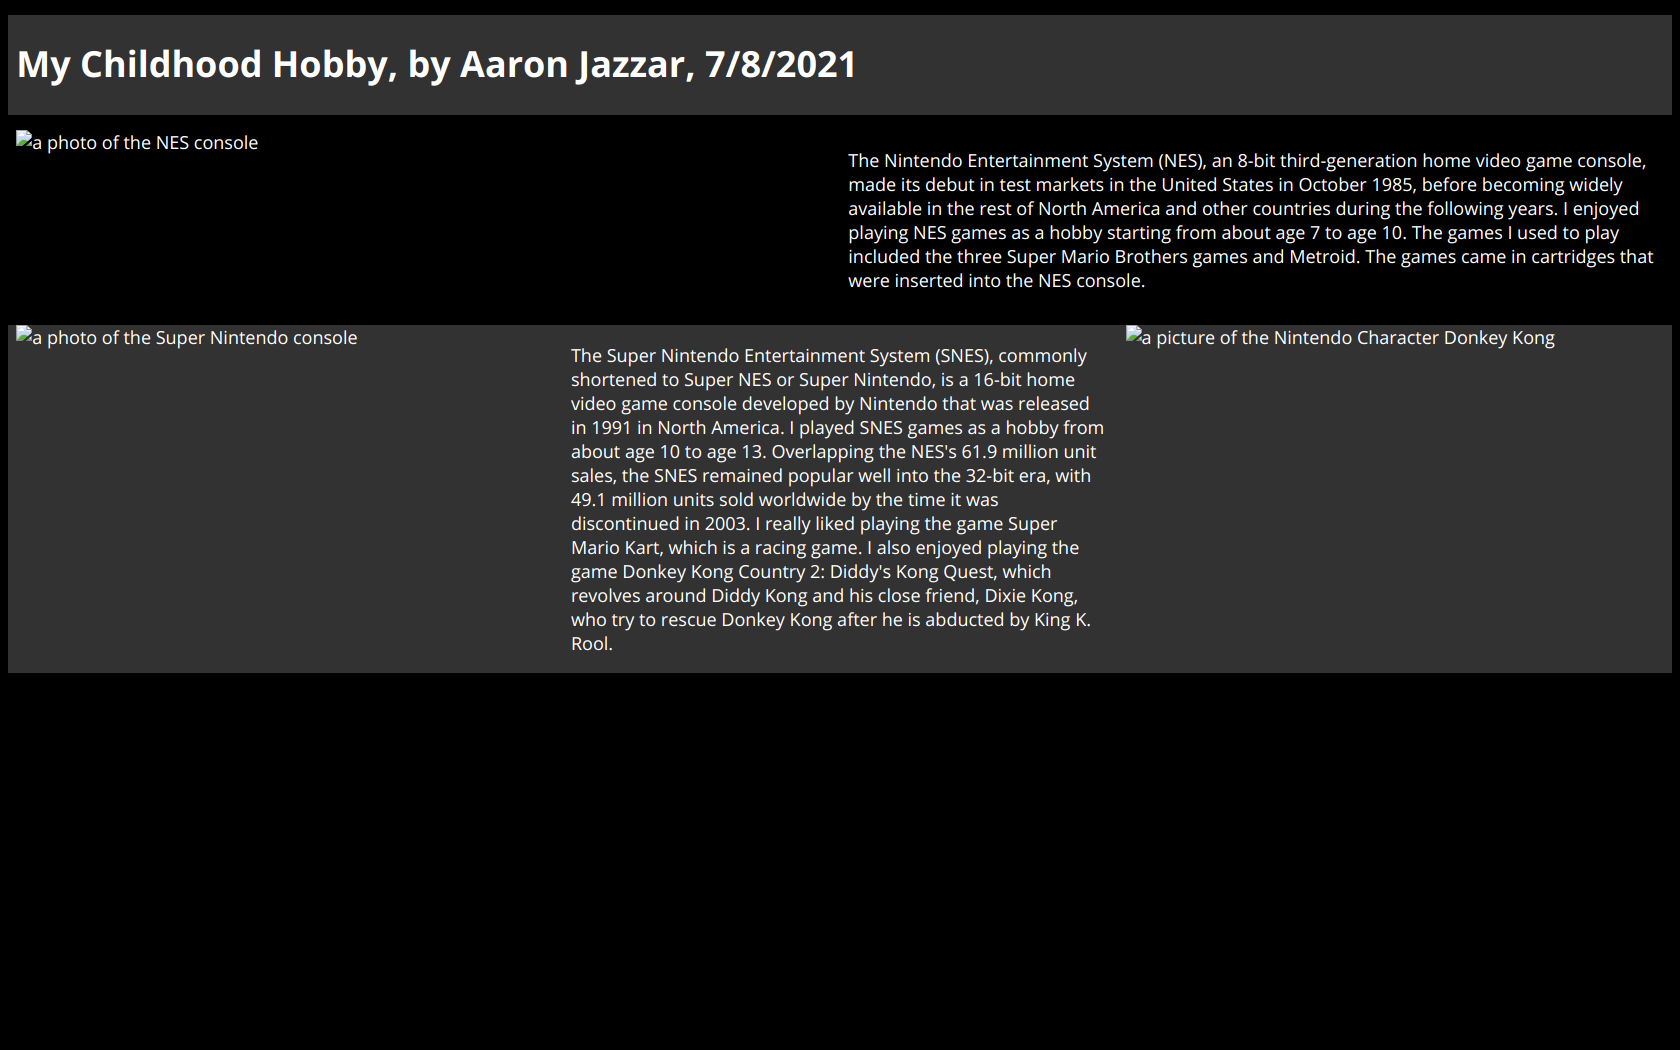 My Childhood Hobby, by Aaron Jazzar, 7/8/2021
a photo of the NES console
The Nintendo Entertainment System (NES), an 8-bit third-generation home video game console,
made its debut in test markets in the United States in October 1985, before becoming widely
available in the rest of North America and other countries during the following years. I enjoyed
playing NES games as a hobby starting from about age 7 to age 10. The games I used to play
included the three Super Mario Brothers games and Metroid. The games came in cartridges that
were inserted into the NES console.
a photo of the Super Nintendo console
The Super Nintendo Entertainment System (SNES), commonly
shortened to Super NES or Super Nintendo, is a 16-bit home
video game console developed by Nintendo that was released
in 1991 in North America. I played SNES games as a hobby from
about age 10 to age 13. Overlapping the NES's 61.9 million unit
sales, the SNES remained popular well into the 32-bit era, with
49.1 million units sold worldwide by the time it was
discontinued in 2003. I really liked playing the game Super
Mario Kart, which is a racing game. I also enjoyed playing the
game Donkey Kong Country 2: Diddy's Kong Quest, which
revolves around Diddy Kong and his close friend, Dixie Kong,
who try to rescue Donkey Kong after he is abducted by King K.
Rool.
a picture of the Nintendo Character Donkey Kong